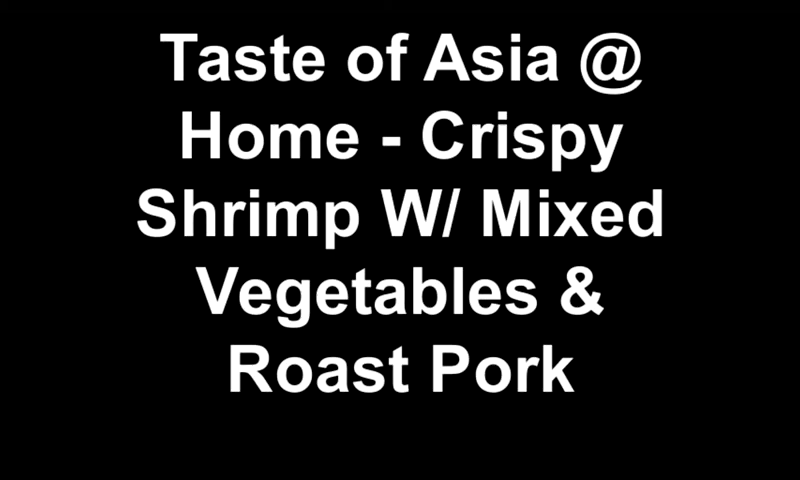 Taste of Asia @
Home - Crispy
Shrimp W/ Mixed
Vegetables &
Roast Pork